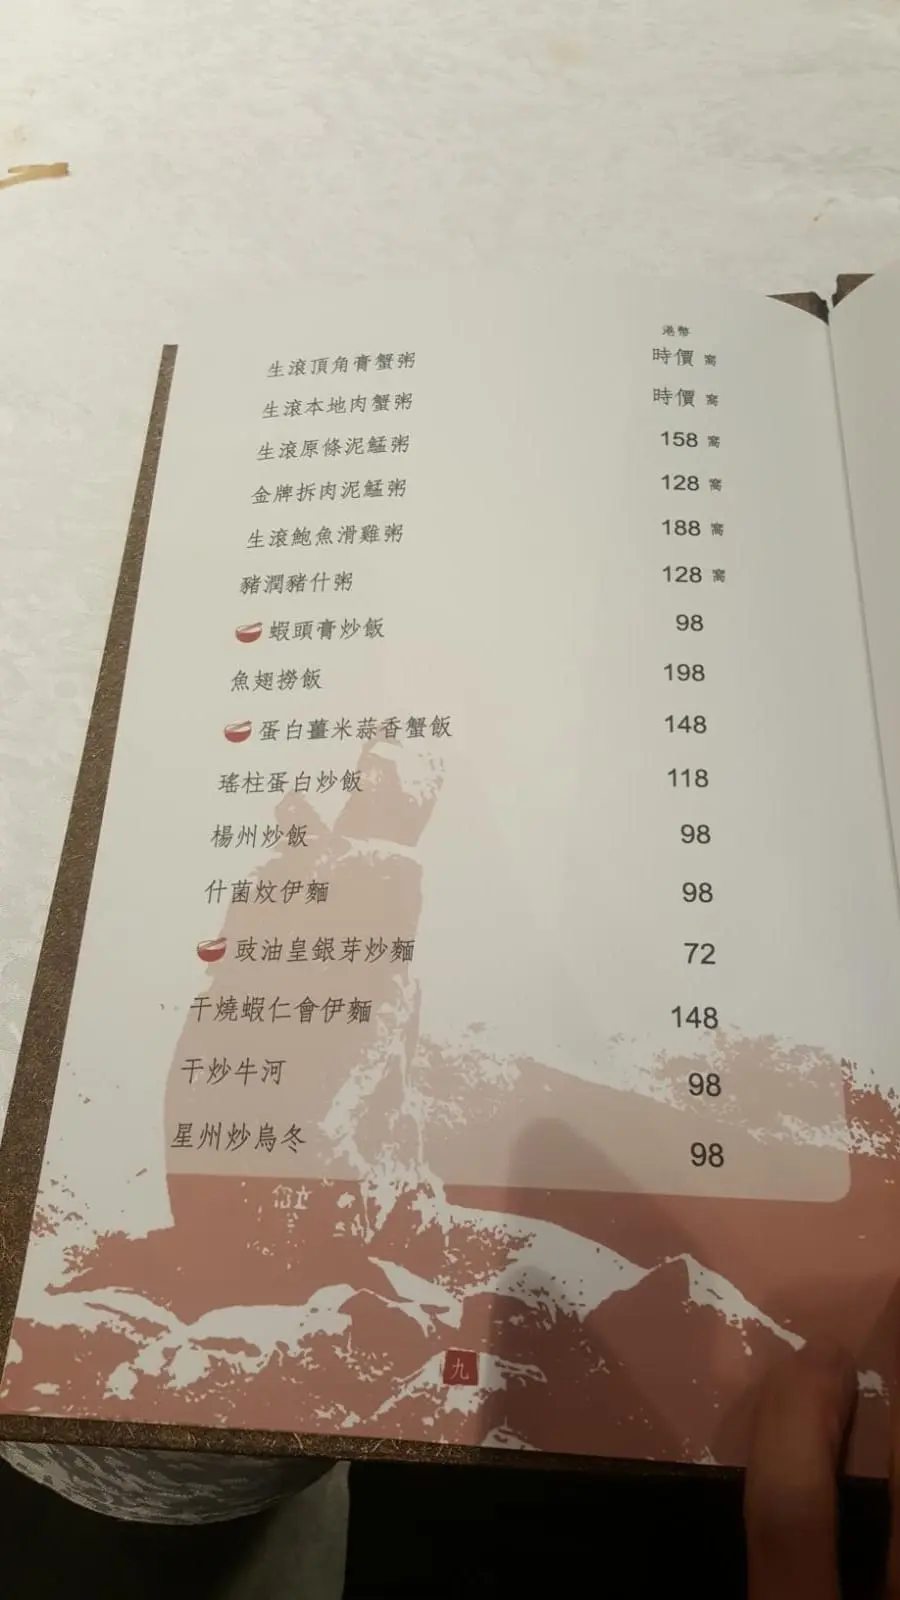 港幣
生滾頂角膏蟹粥 時價 窩
生滾本地肉蟹粥 時價 窩
生滾原條泥鯭粥 158 窩
金牌拆肉泥鯭粥 128 窩
生滾鮑魚滑雞粥 188 窩
豬潤豬什粥 128 窩
蝦頭膏炒飯 98
魚翅撈飯 198
蛋白薑米蒜香蟹飯 148
瑤柱蛋白炒飯 118
楊州炒飯 98
什菌炆伊麵 98
豉油皇銀芽炒麵 72
干燒蝦仁會伊麵 148
干炒牛河 98
星州炒烏冬 98
九